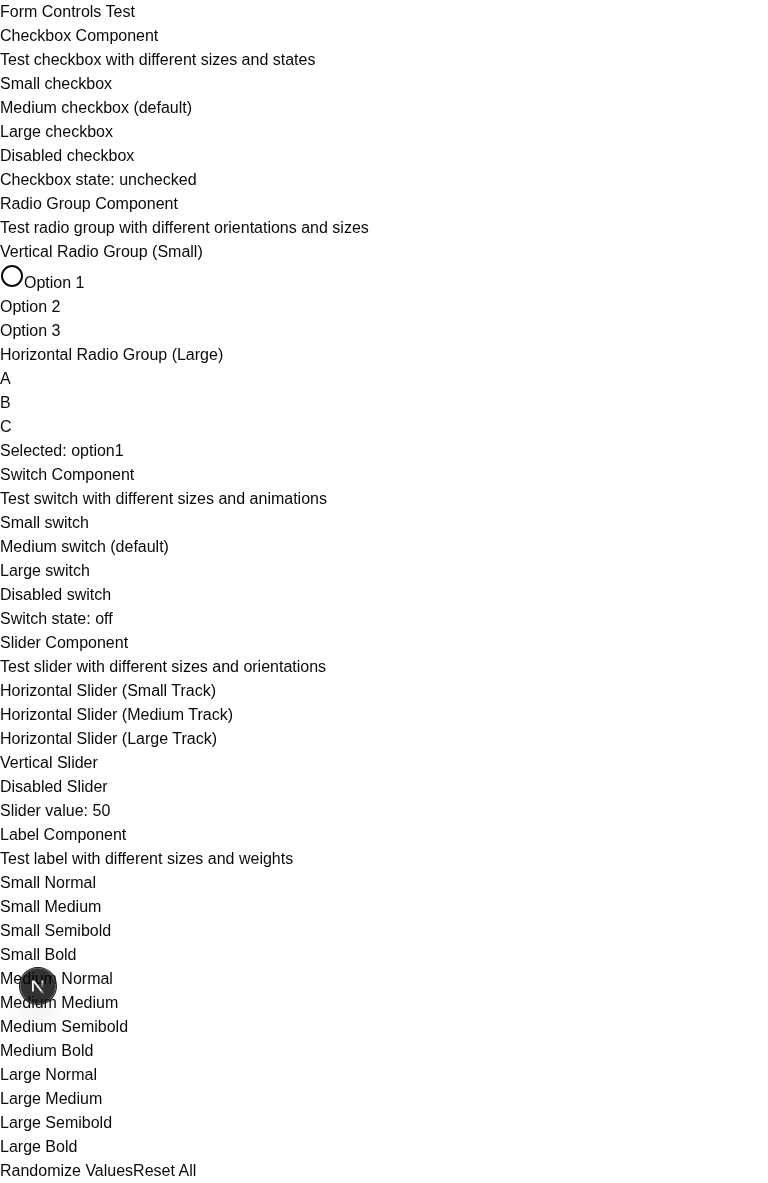 Form Controls Test
Checkbox Component
Test checkbox with different sizes and states
Small checkbox
Medium checkbox (default)
Large checkbox
Disabled checkbox
Checkbox state: unchecked
Radio Group Component
Test radio group with different orientations and sizes
Vertical Radio Group (Small)
Option 1
Option 2
Option 3
Horizontal Radio Group (Large)
A
B
C
Selected: option1
Switch Component
Test switch with different sizes and animations
Small switch
Medium switch (default)
Large switch
Disabled switch
Switch state: off
Slider Component
Test slider with different sizes and orientations
Horizontal Slider (Small Track)
Horizontal Slider (Medium Track)
Horizontal Slider (Large Track)
Vertical Slider
Disabled Slider
Slider value: 50
Label Component
Test label with different sizes and weights
Small Normal
Small Medium
Small Semibold
Small Bold
Medium Normal
N
Medium Medium
Medium Semibold
Medium Bold
Large Normal
Large Medium
Large Semibold
Large Bold
Randomize ValuesReset All